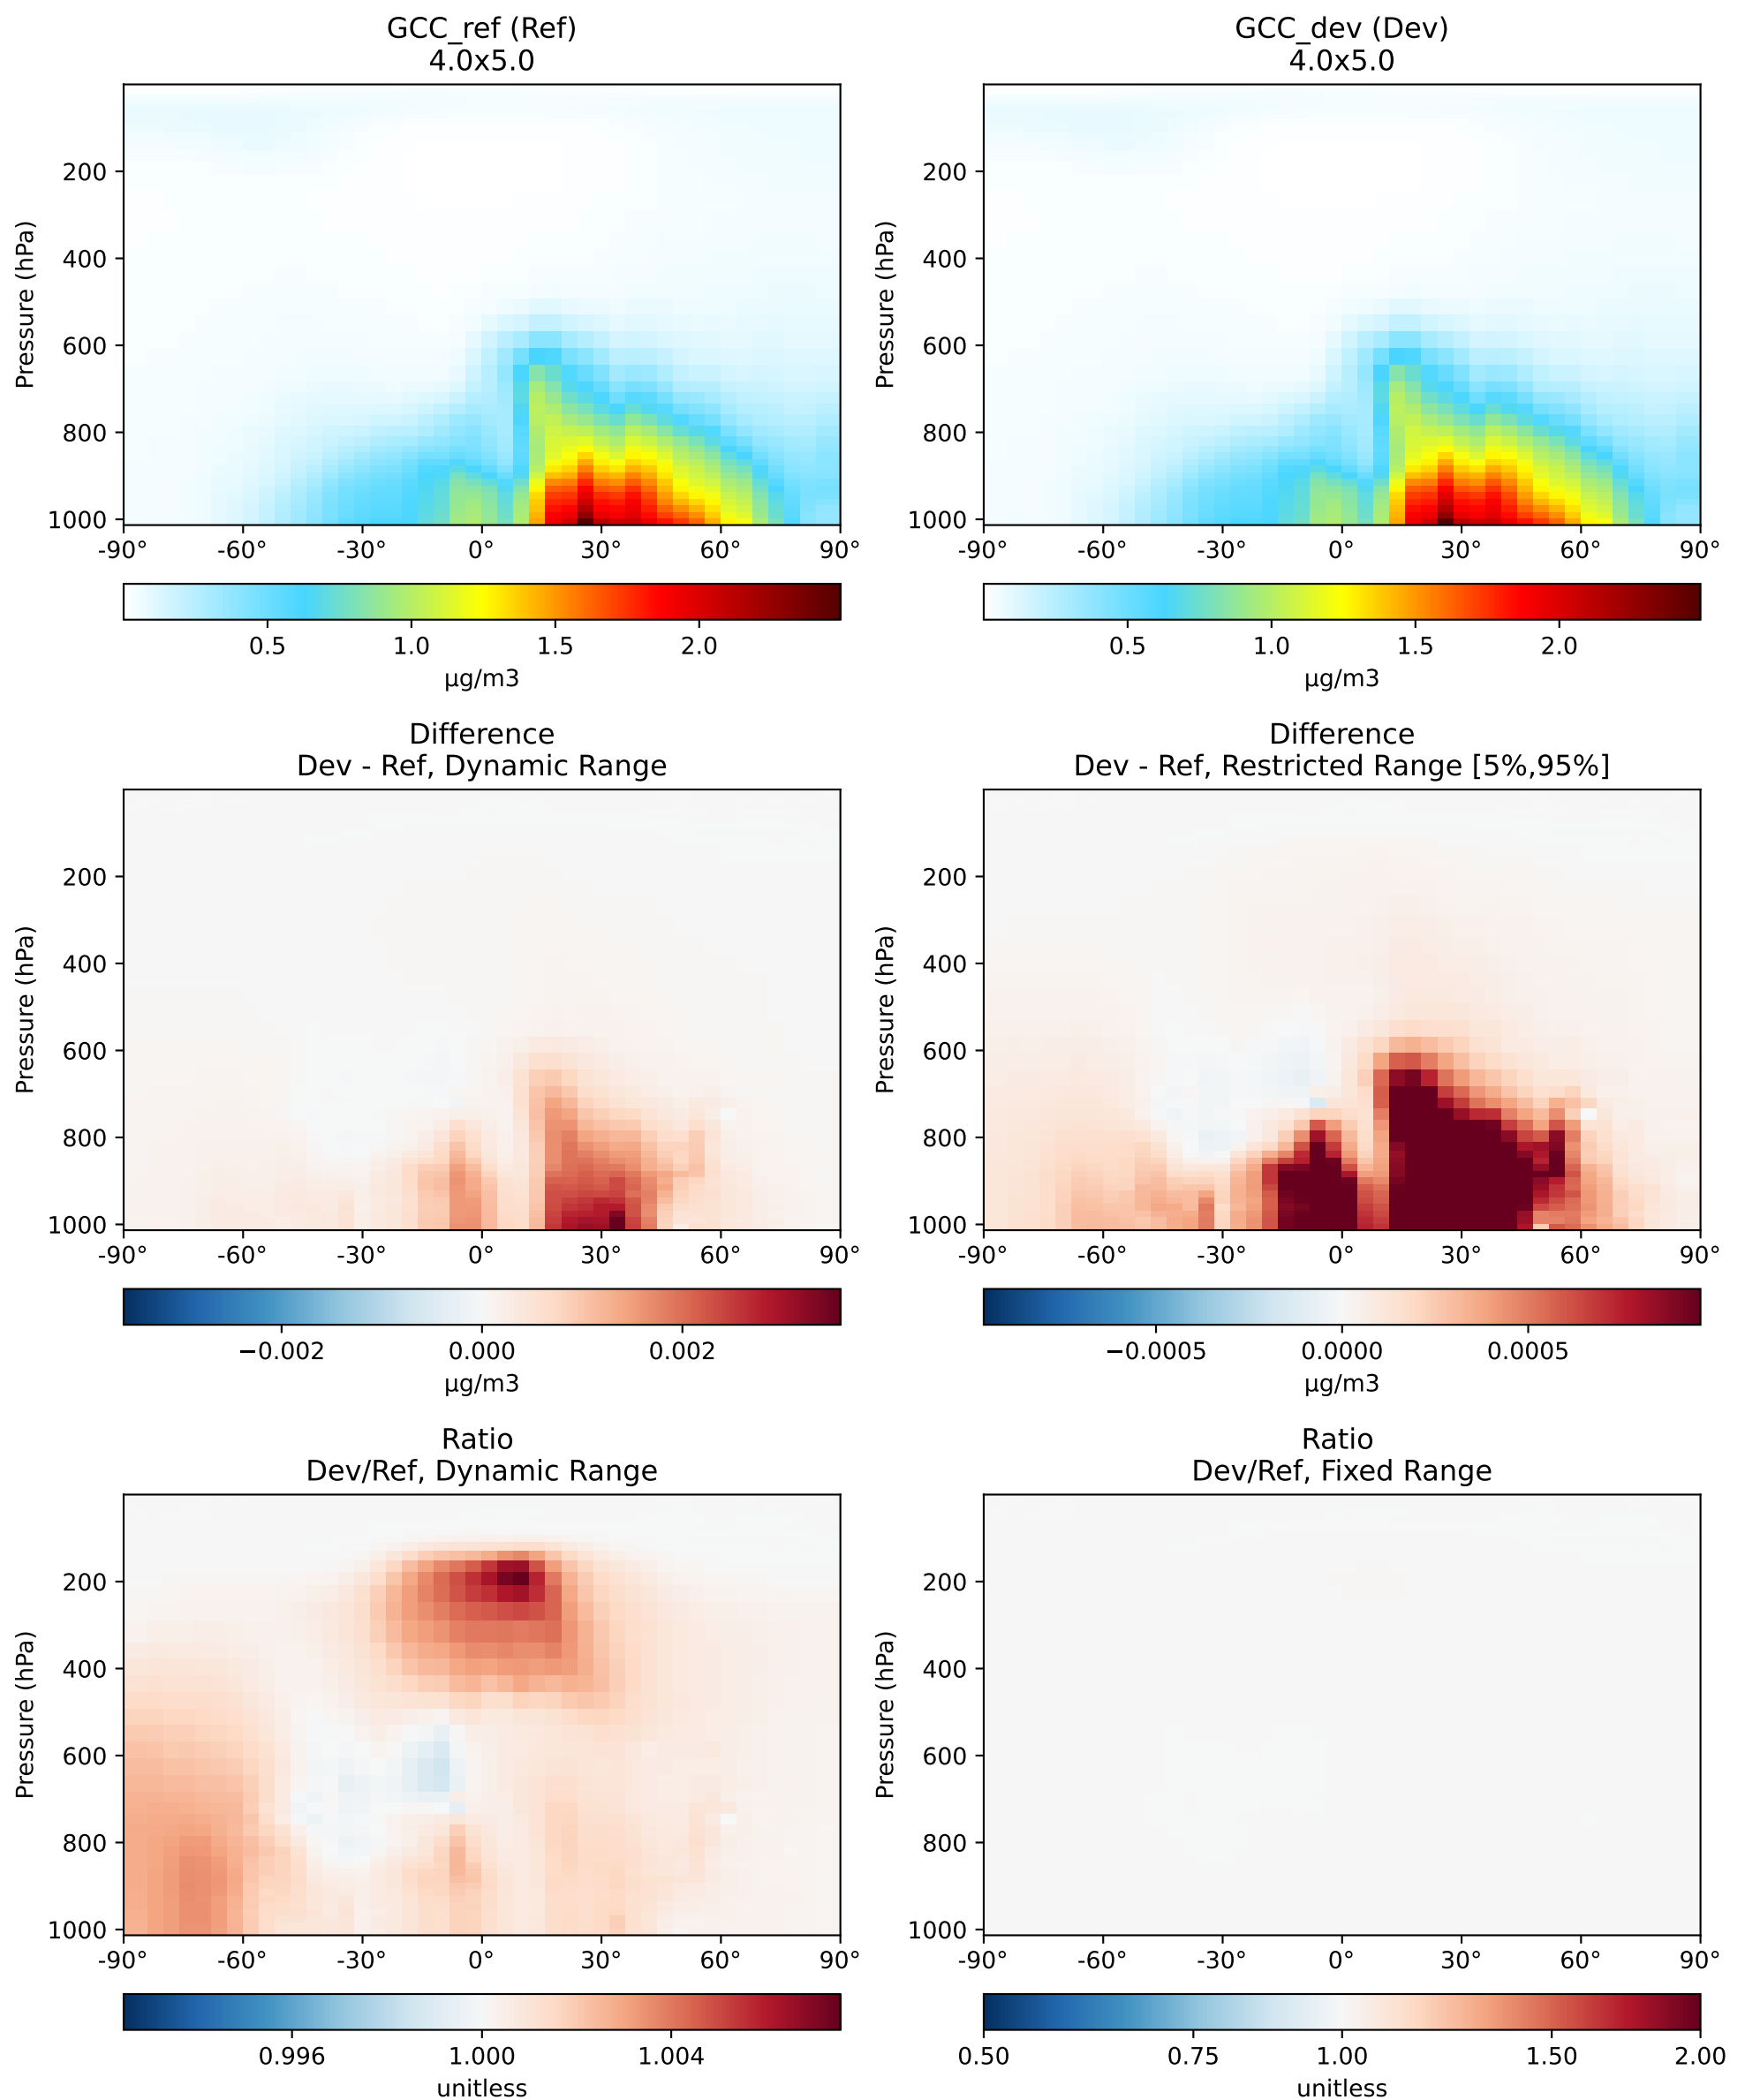 GCC_ref (Ref)
4.0x5.0
Pressure (hPa)
200
400
600
800
1000
-90° -60° -30° 0° 30° 60° 90°
0.5 1.0 1.5 2.0
µg/m3
GCC_dev (Dev)
4.0x5.0
Pressure (hPa)
200
400
600
800
1000
-90° -60° -30° 0° 30° 60° 90°
0.5 1.0 1.5 2.0
µg/m3
Difference
Dev - Ref, Dynamic Range
Pressure (hPa)
200
400
600
800
1000
-90° -60° -30° 0° 30° 60° 90°
−0.002 0.000 0.002
µg/m3
Difference
Dev - Ref, Restricted Range [5%,95%]
Pressure (hPa)
200
400
600
800
1000
-90° -60° -30° 0° 30° 60° 90°
−0.0005 0.0000 0.0005
µg/m3
Ratio
Dev/Ref, Dynamic Range
Pressure (hPa)
200
400
600
800
1000
-90° -60° -30° 0° 30° 60° 90°
0.996 1.000 1.004
unitless
Ratio
Dev/Ref, Fixed Range
Pressure (hPa)
200
400
600
800
1000
-90° -60° -30° 0° 30° 60° 90°
0.50 0.75 1.00 1.50 2.00
unitless